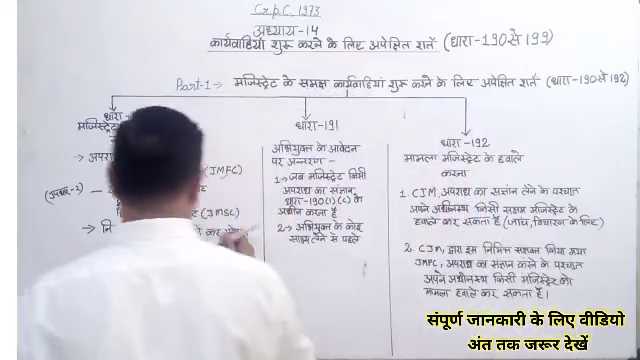 Cr.P.C. 1973
अध्याय-14
कार्यवाहियां शुरू करने के लिए अपेक्षित शर्तें (धारा-190 से 199)
Part-1 मजिस्ट्रेट के समक्ष कार्यवाहियां शुरू करने के लिए अपेक्षित शर्तें (धारा-190 से 192)
मजिस्ट्रे
(JMFC)
(उपधारा-2)
(JMSC)
धारा-191
अभियुक्त के आवेदन
पर अन्तरण-
1→ जब मजिस्ट्रेट किसी
अपराध का संज्ञान
धारा-190(1)(c) के
अधीन करता है
2→ अभियुक्त के कोई
साक्ष्य लेने से पहले
धारा-192
मामला मजिस्ट्रेट के हवाले
करना
1. CJM, अपराध का संज्ञान लेने के पश्चात
अपने अधीनस्थ किसी सक्षम मजिस्ट्रेट के
हवाले कर सकता है (जांच, विचारण के लिए)
2. CJM, द्वारा इस निमित्त सशक्त किया गया
JMFC, अपराध का संज्ञान करने के पश्चात
अपने अधीनस्थ किसी मजिस्ट्रेट को
मामला हवाले कर सकता है।
संपूर्ण जानकारी के लिए वीडियो
अंत तक जरूर देखें